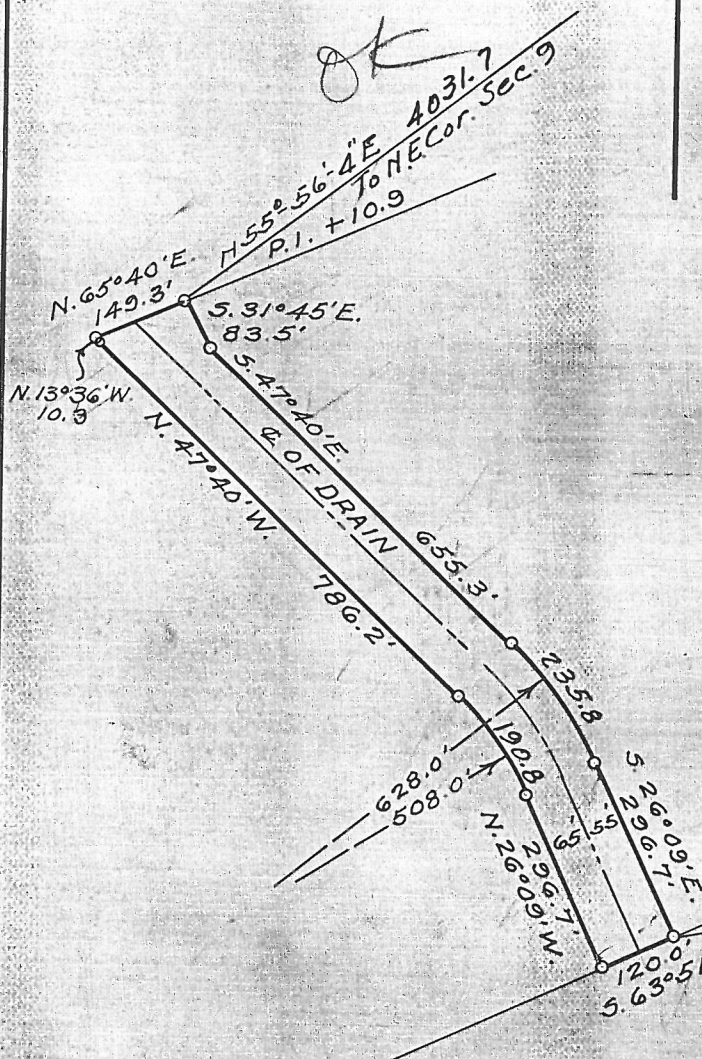 OK
N 55°-56'-4" E 4031.7
To N.E. Cor. Sec. 9
P.I. +10.9
N. 65°40' E.
149.3'
S. 31°45' E.
83.5'
N. 13°36' W.
10.3
S. 47°40' E.
655.3'
℄ OF DRAIN
N. 47°40' W.
786.2'
235.8
190.8
628.0'
508.0'
S. 26°09' E.
296.7'
65' 55'
296.7'
N. 26°09' W.
120.0'
S. 63°51